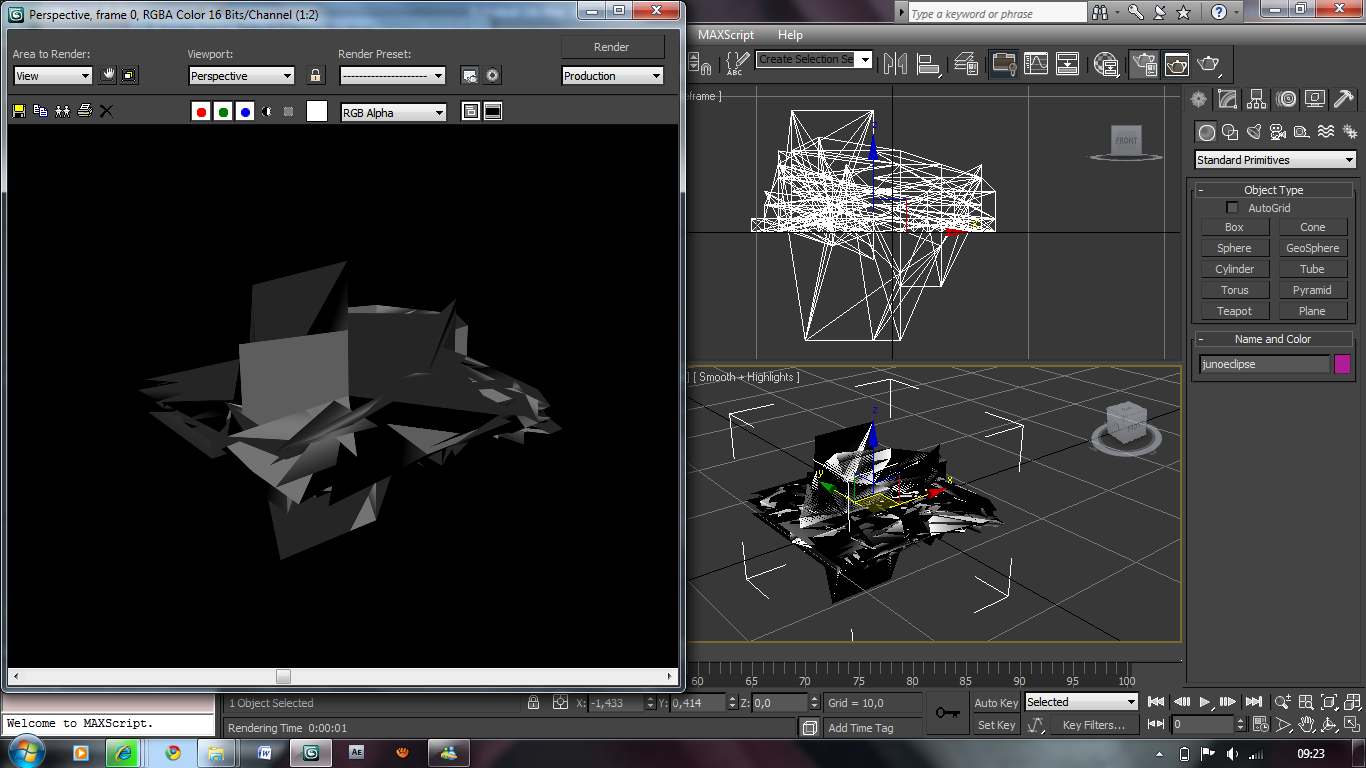 Perspective, frame 0, RGBA Color 16 Bits/Channel (1:2)
Type a keyword or phrase
Area to Render:
Viewport:
Render Preset:
Render
View
Perspective
Production
RGB Alpha
MAXScript Help
ABC
Create Selection Se
eframe ]
FRONT
Standard Primitives
Object Type
AutoGrid
Box Cone
Sphere GeoSphere
Cylinder Tube
Torus Pyramid
Teapot Plane
Name and Color
junoeclipse
] [ Smooth + Highlights ]
z
y
x
60 65 70 75 80 85 90 95 100
1 Object Selected
X: -1,433
Y: 0,414
Z: 0,0
Grid = 10,0
Auto Key
Selected
Welcome to MAXScript.
Rendering Time 0:00:01
Add Time Tag
Set Key
Key Filters...
0
Ae
09:23